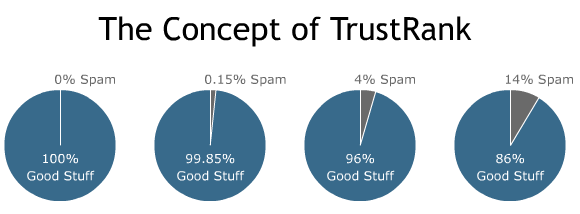 The Concept of TrustRank
0% Spam
100%
Good Stuff
0.15% Spam
99.85%
Good Stuff
4% Spam
96%
Good Stuff
14% Spam
86%
Good Stuff